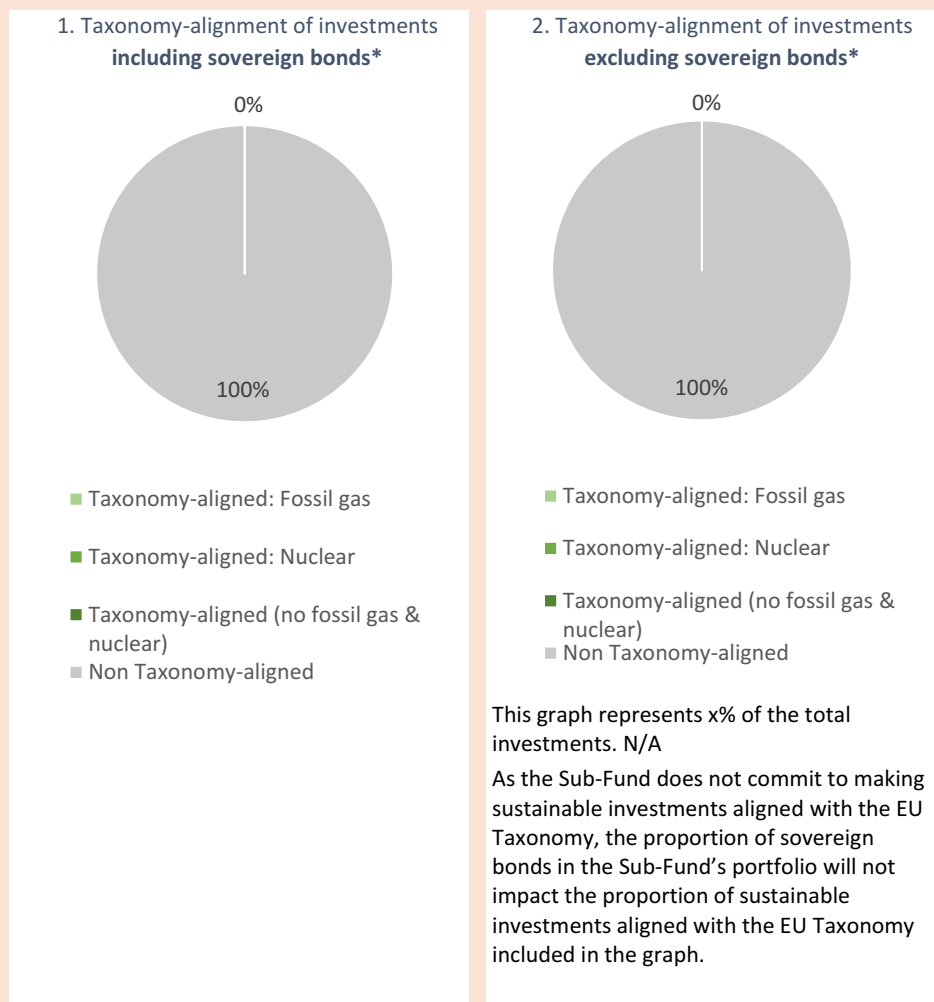 1. Taxonomy-alignment of investments
including sovereign bonds*
0%
100%
Taxonomy-aligned: Fossil gas
Taxonomy-aligned: Nuclear
Taxonomy-aligned (no fossil gas &
nuclear)
Non Taxonomy-aligned
2. Taxonomy-alignment of investments
excluding sovereign bonds*
0%
100%
Taxonomy-aligned: Fossil gas
Taxonomy-aligned: Nuclear
Taxonomy-aligned (no fossil gas &
nuclear)
Non Taxonomy-aligned
This graph represents x% of the total
investments. N/A
As the Sub-Fund does not commit to making
sustainable investments aligned with the EU
Taxonomy, the proportion of sovereign
bonds in the Sub-Fund’s portfolio will not
impact the proportion of sustainable
investments aligned with the EU Taxonomy
included in the graph.